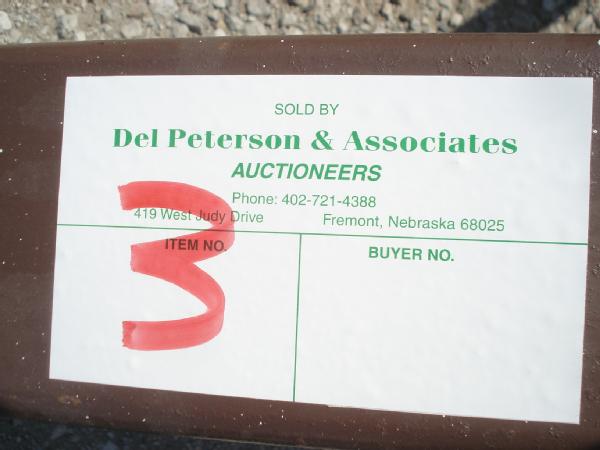 SOLD BY
Del Peterson & Associates
AUCTIONEERS
Phone: 402-721-4388
419 West Judy Drive Fremont, Nebraska 68025
ITEM NO. BUYER NO.
3